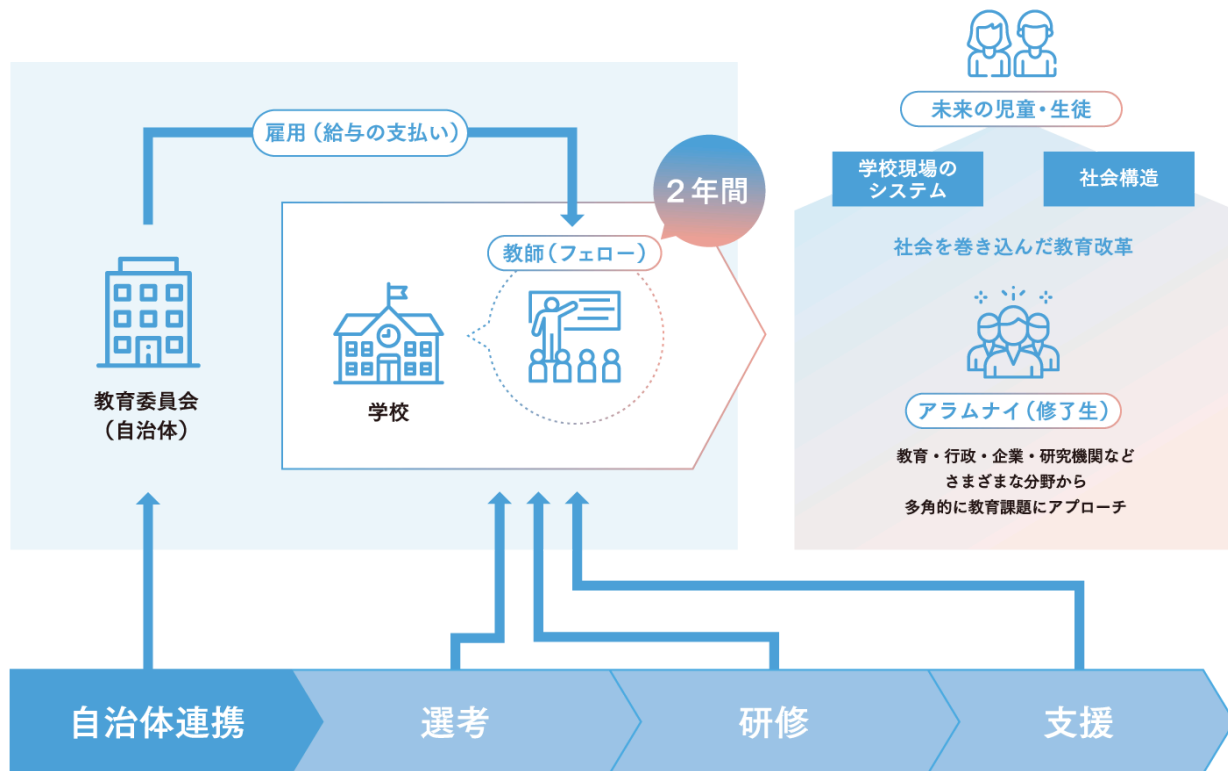 雇用（給与の支払い）
2年間
教師（フェロー）
教育委員会
（自治体）
学校
未来の児童・生徒
学校現場の
システム
社会構造
社会を巻き込んだ教育改革
アラムナイ（修了生）
教育・行政・企業・研究機関など
さまざまな分野から
多角的に教育課題にアプローチ
自治体連携
選考
研修
支援